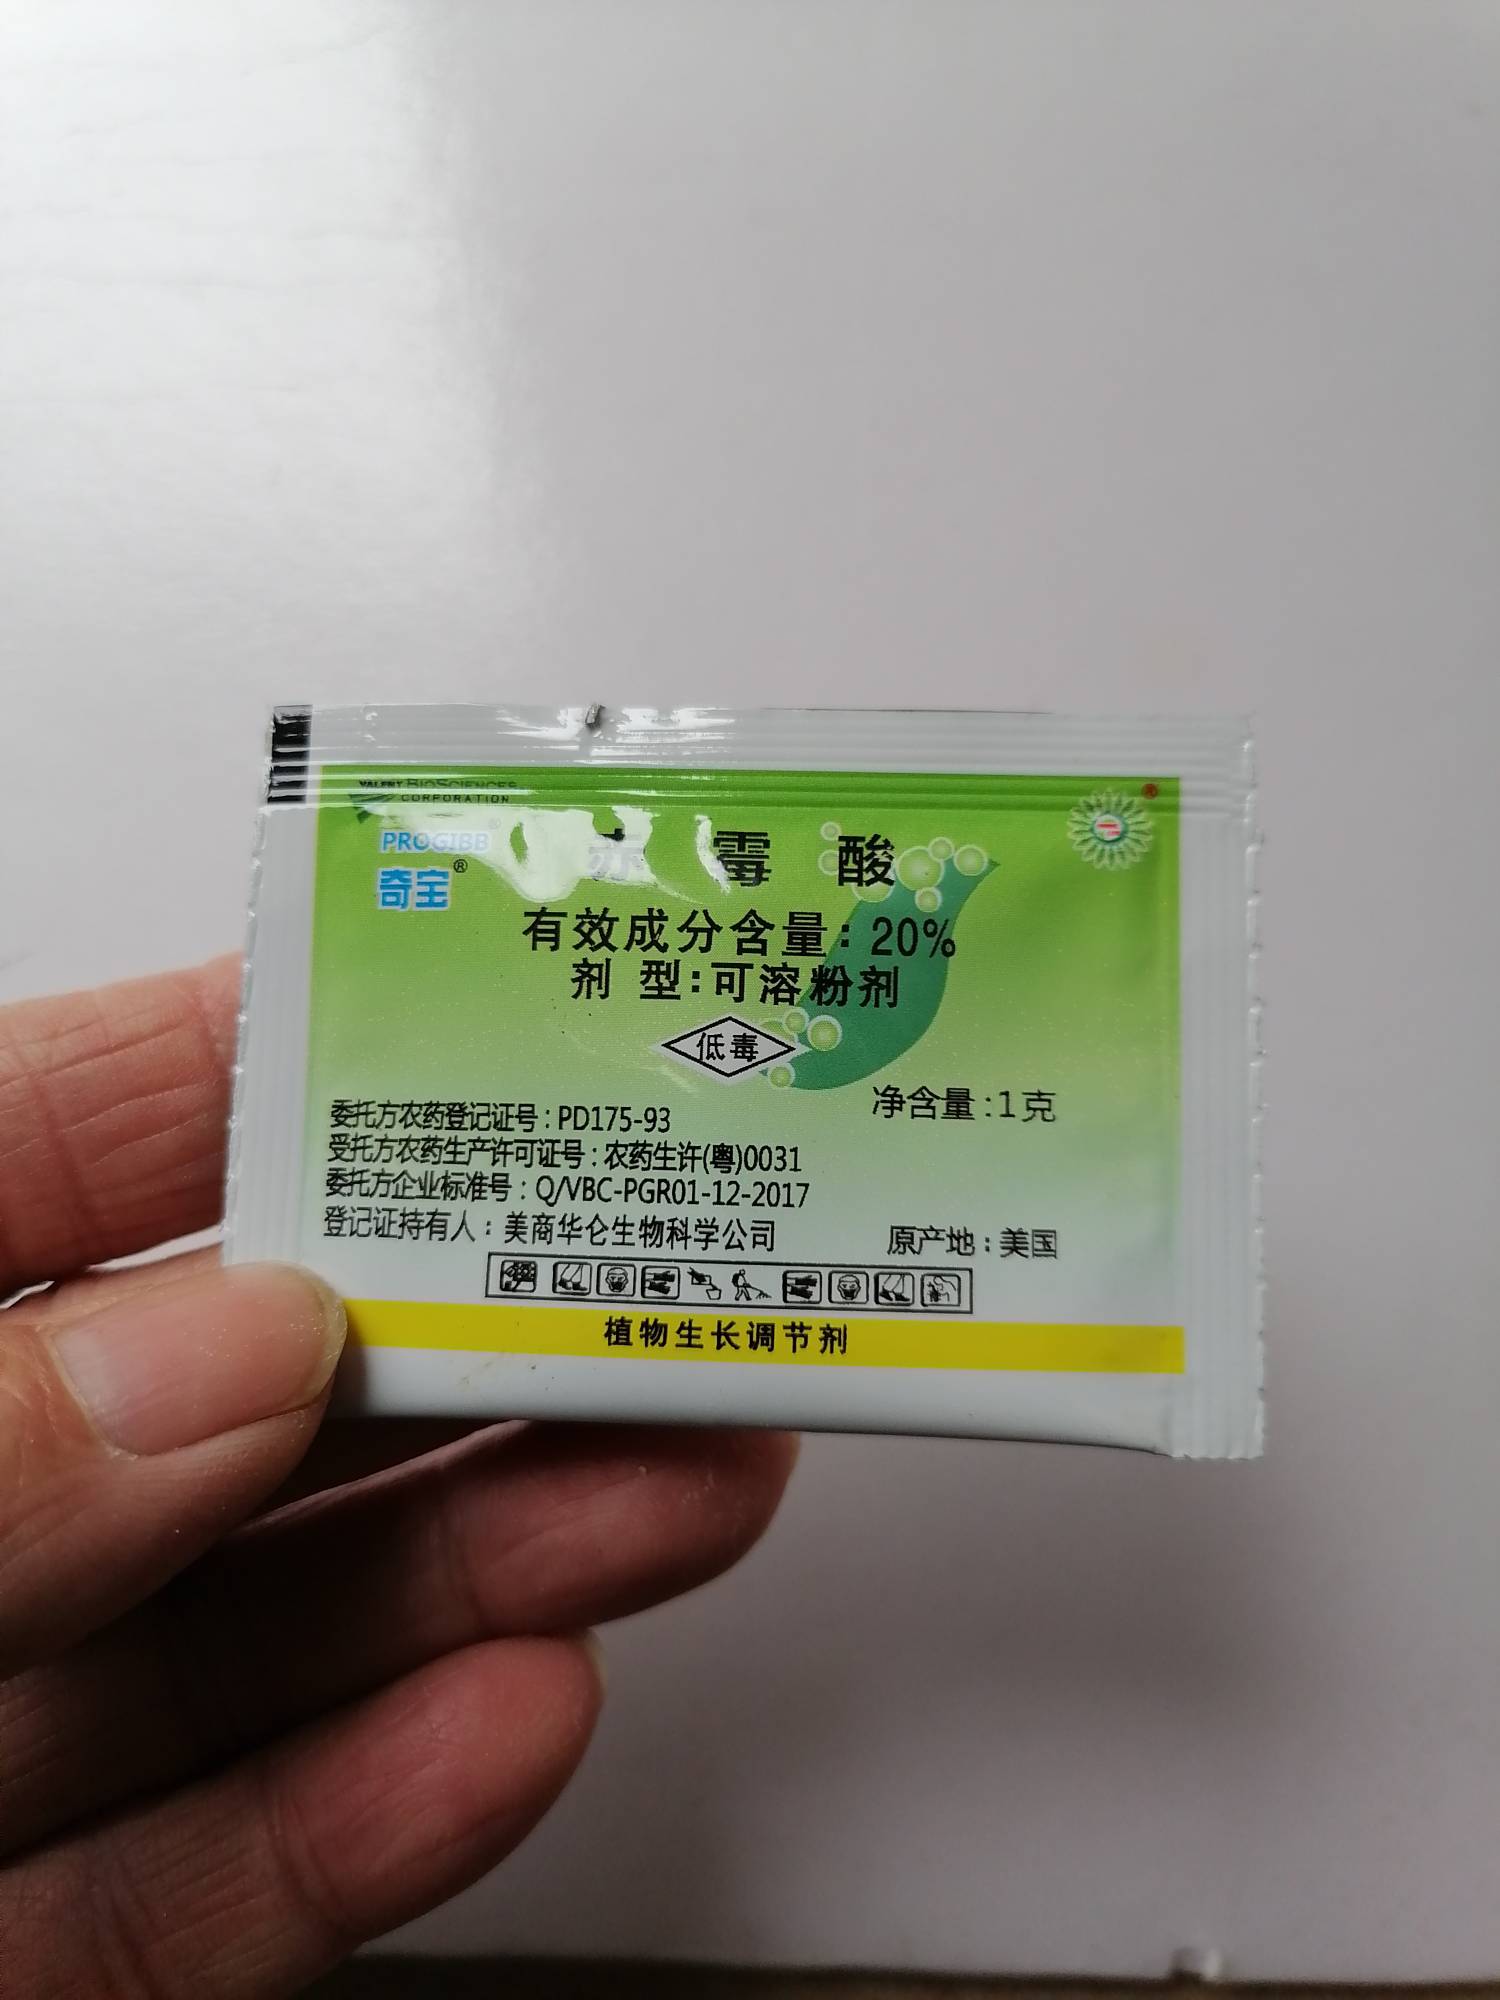 VALENT BIOSCIENCES
CORPORATION
PROGIBB®
奇宝®
赤霉酸
有效成分含量：20%
剂 型：可溶粉剂
低毒
净含量：1克
委托方农药登记证号：PD175-93
受托方农药生产许可证号：农药生许(粤)0031
委托方企业标准号：Q/VBC-PGR01-12-2017
登记证持有人：美商华仑生物科学公司
原产地：美国
植物生长调节剂